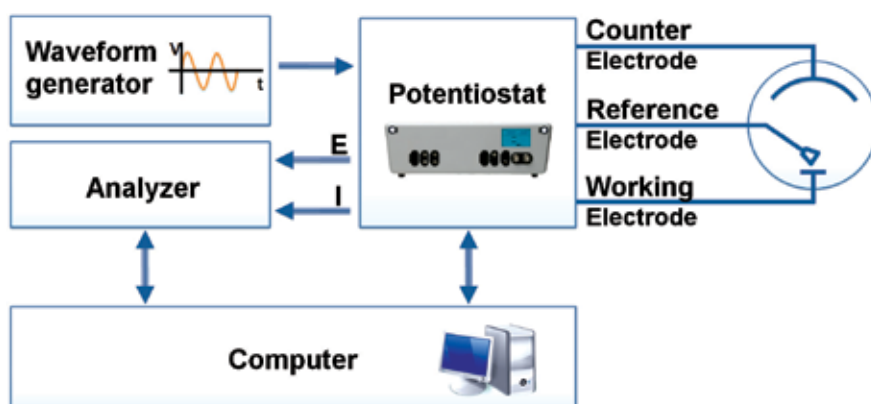 Waveform
generator
V
t
Potentiostat
Counter
Electrode
Reference
Electrode
Working
Electrode
E
I
Analyzer
Computer